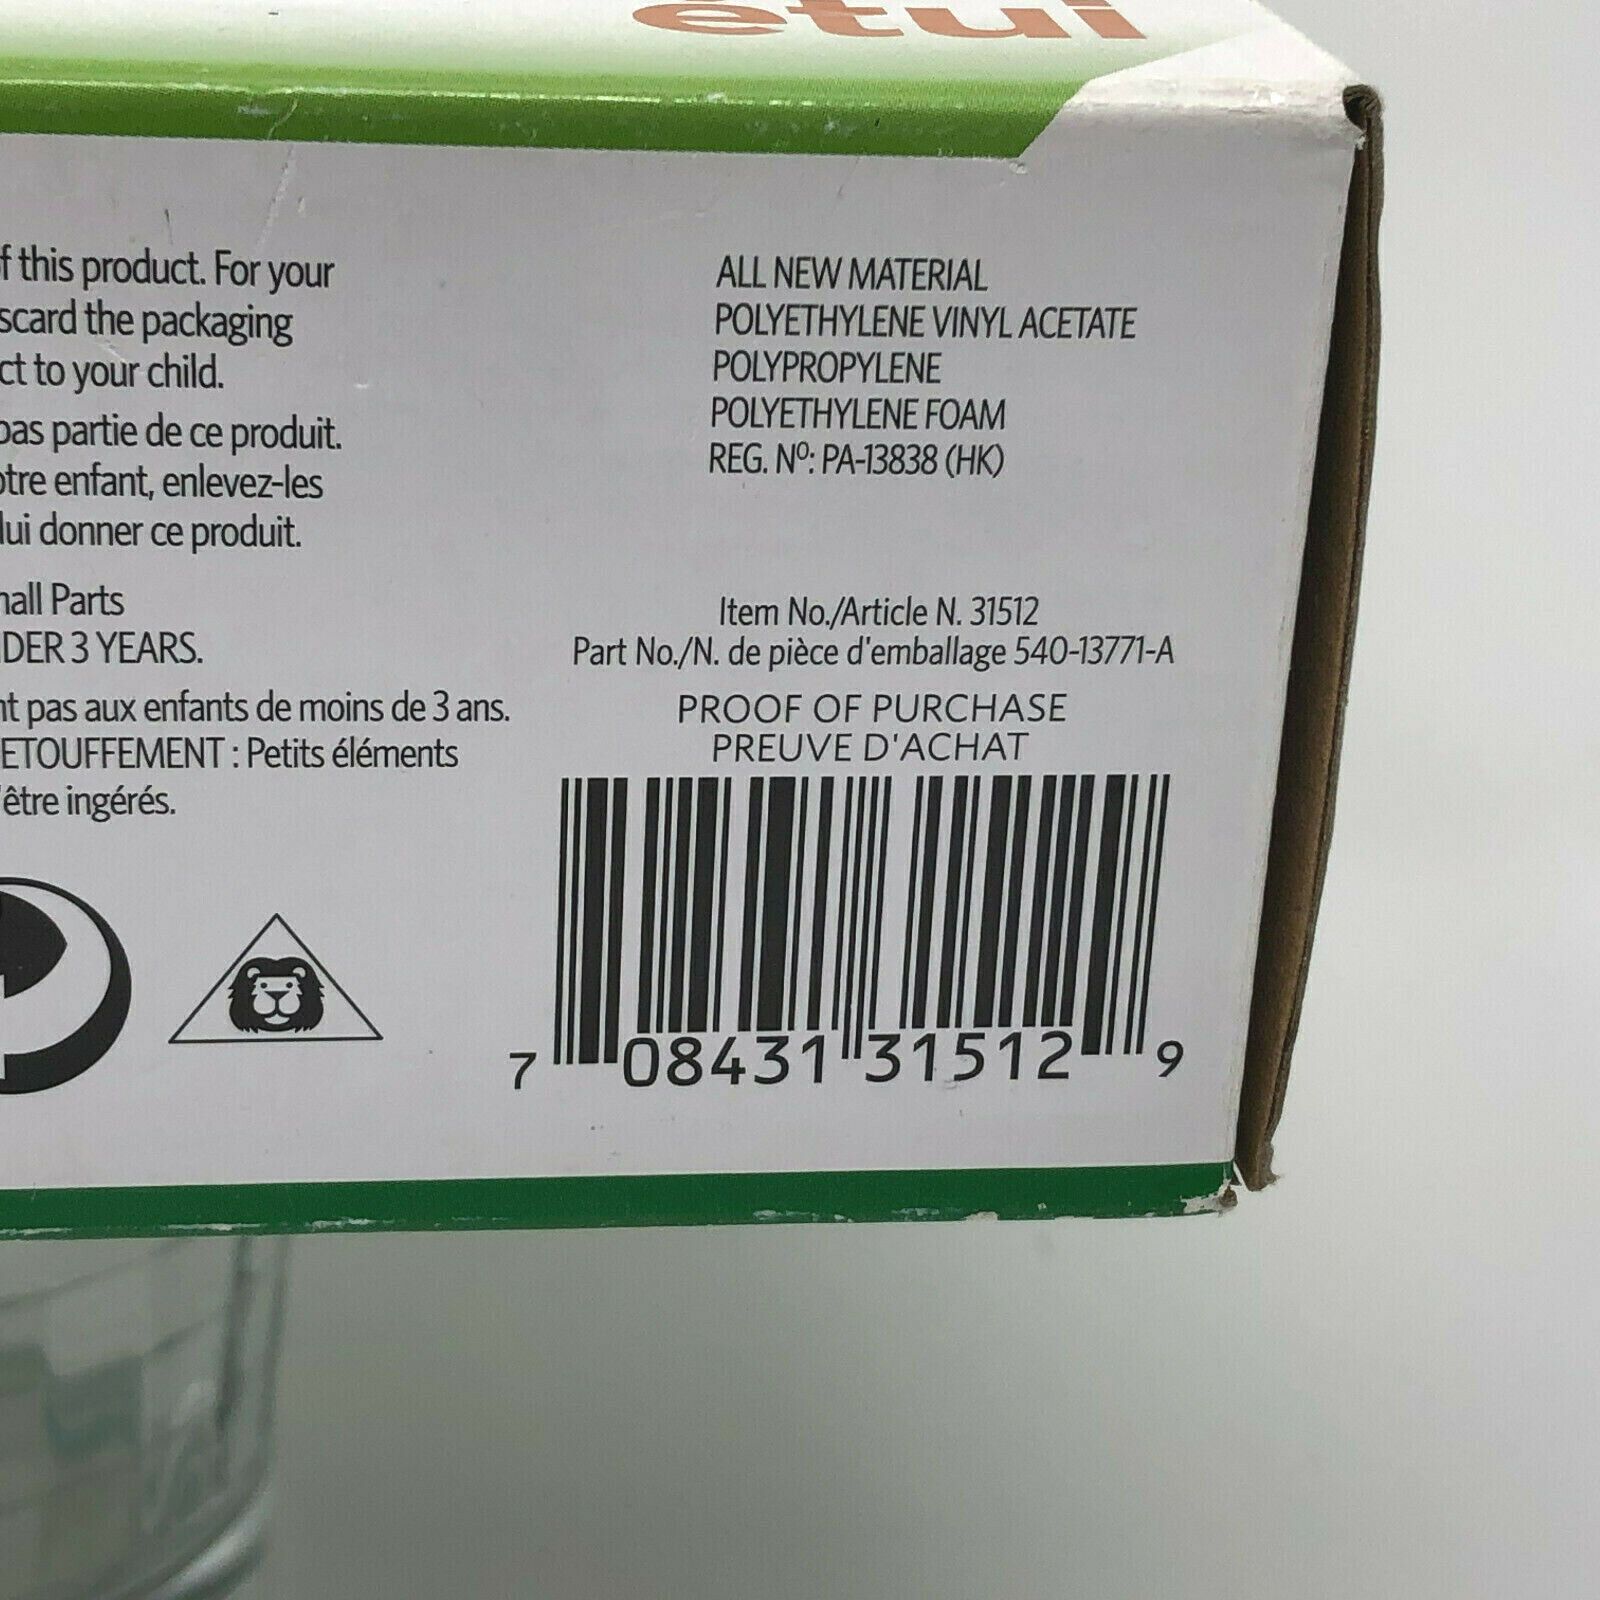 étui
f this product. For your
scard the packaging
ct to your child.
pas partie de ce produit.
otre enfant, enlevez-les
lui donner ce produit.
mall Parts
DER 3 YEARS.
nt pas aux enfants de moins de 3 ans.
ETOUFFEMENT : Petits éléments
'être ingérés.
ALL NEW MATERIAL
POLYETHYLENE VINYL ACETATE
POLYPROPYLENE
POLYETHYLENE FOAM
REG. Nº: PA-13838 (HK)
Item No./Article N. 31512
Part No./N. de pièce d'emballage 540-13771-A
PROOF OF PURCHASE
PREUVE D'ACHAT
7 08431 31512 9